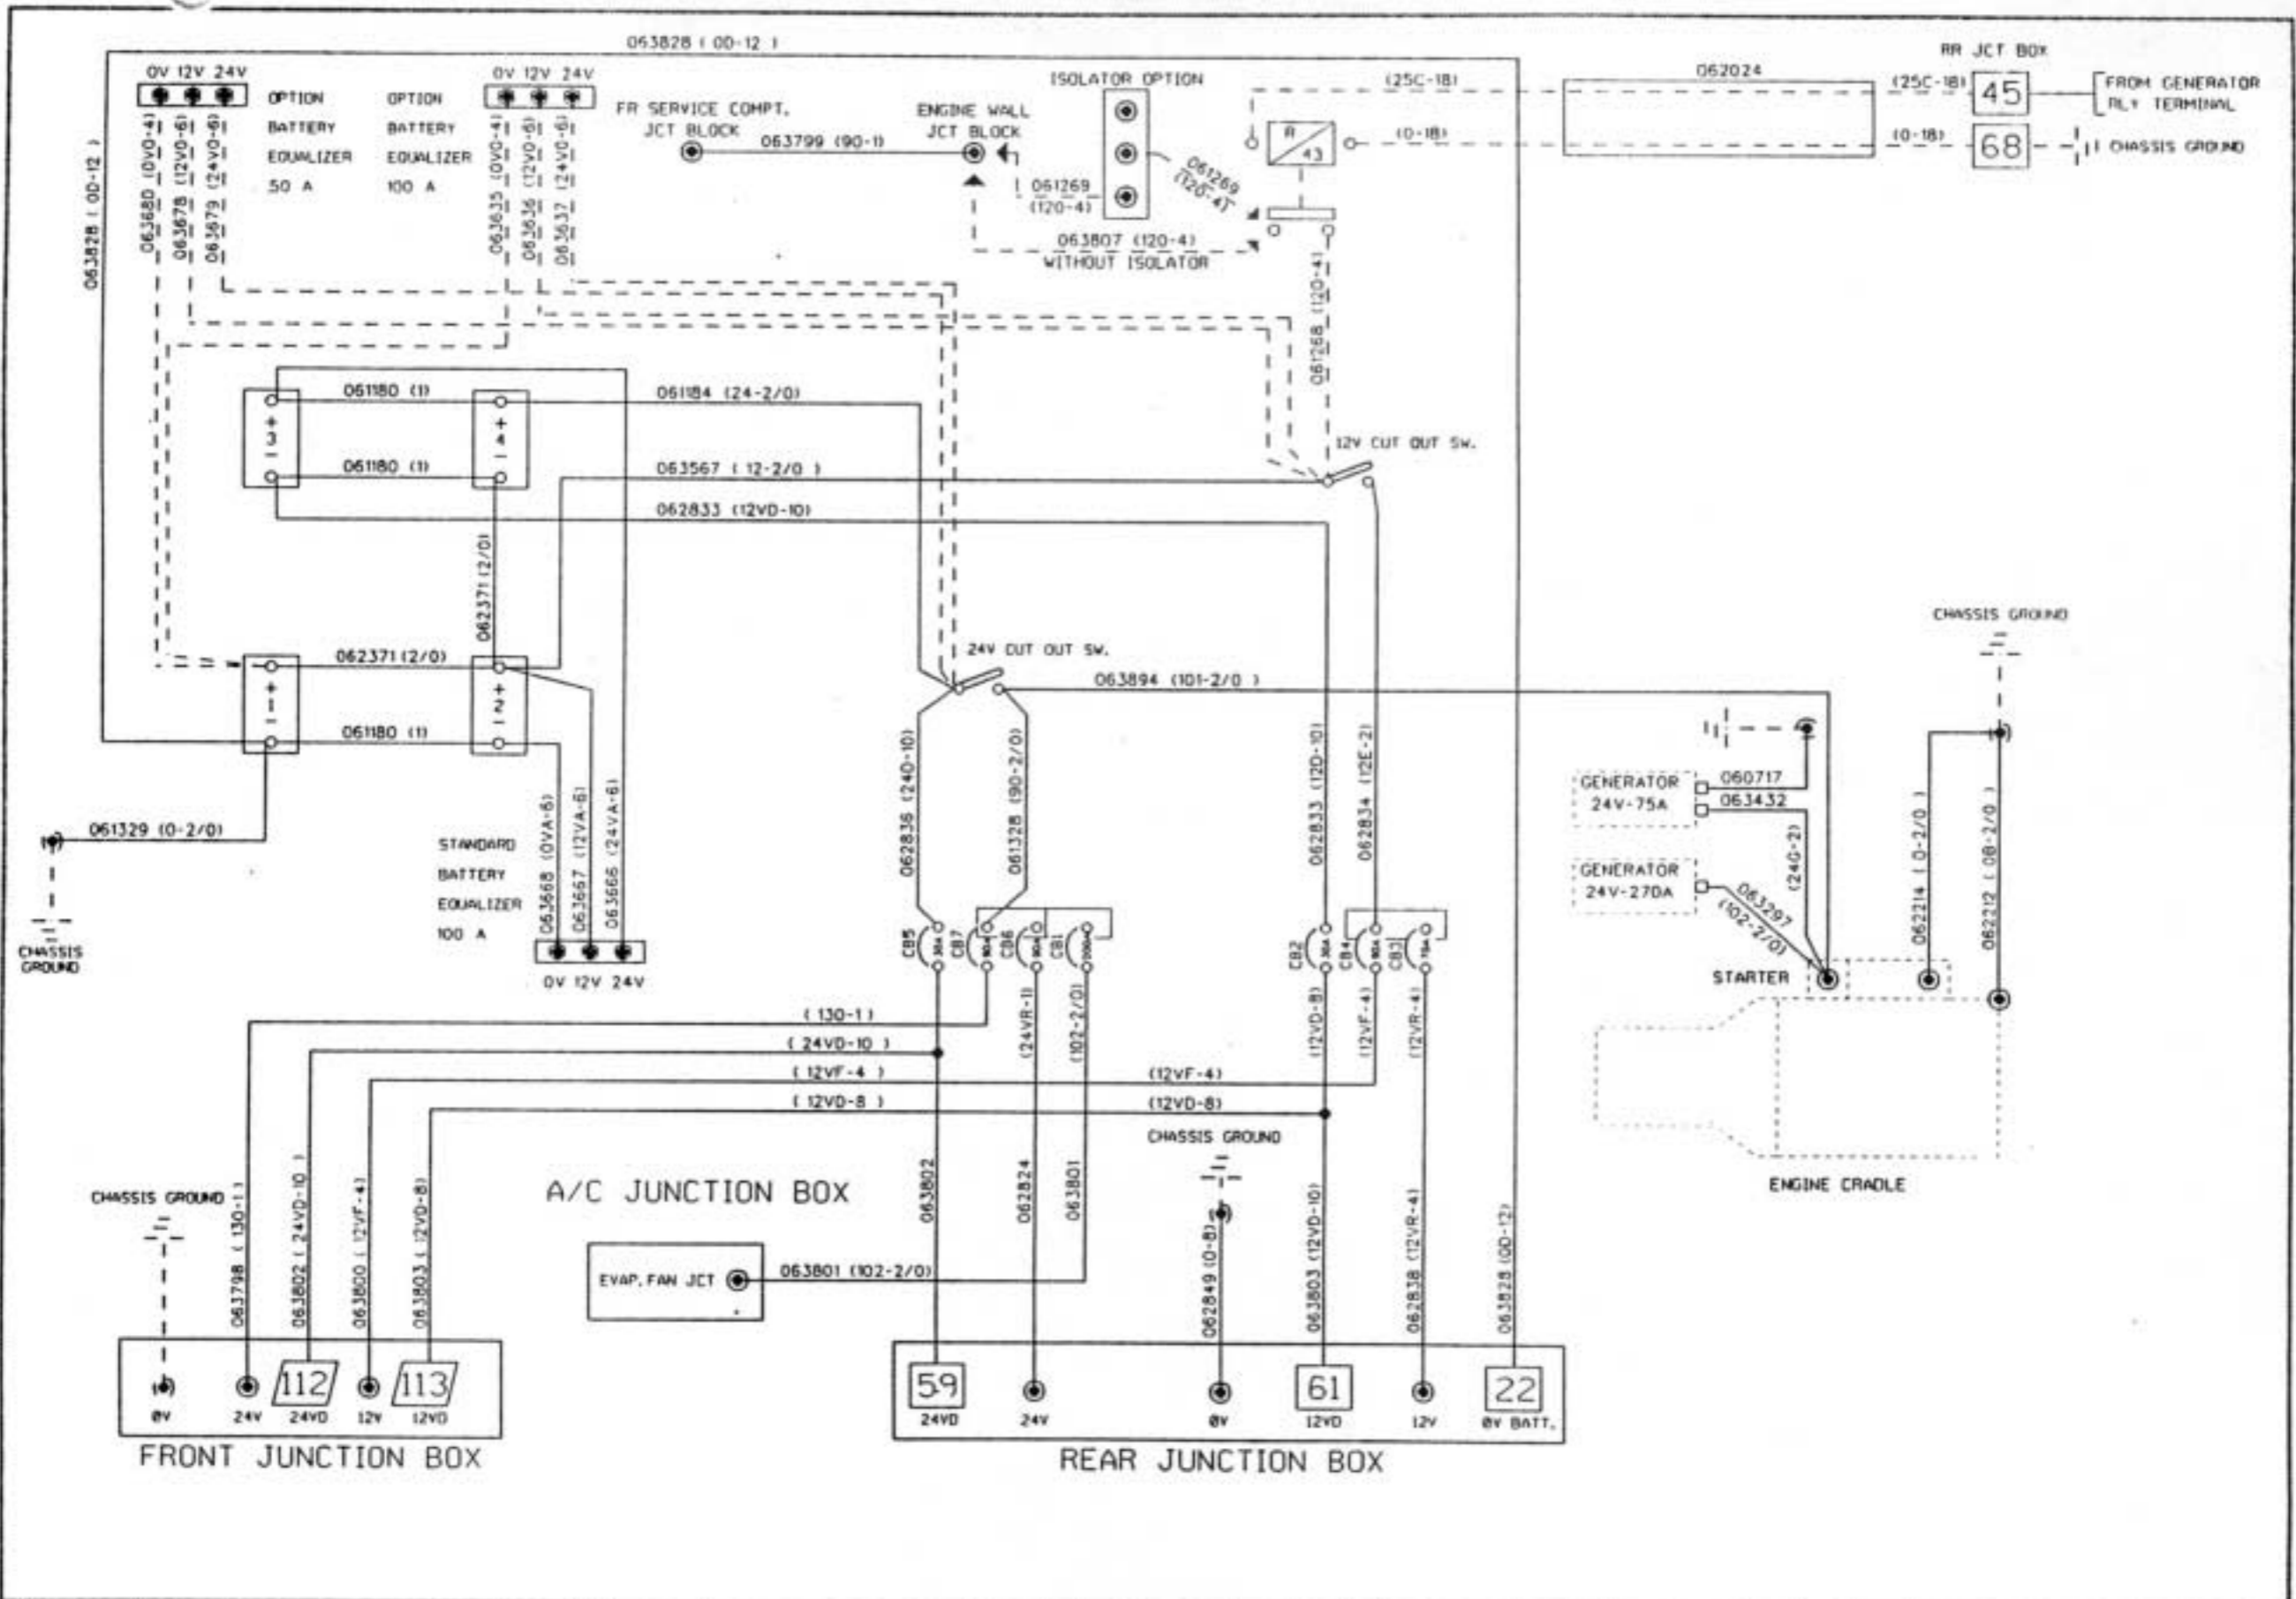 063828 ( 0D-12 )
RR JCT BOX
0V 12V 24V
0V 12V 24V
ISOLATOR OPTION
(25C-18)
062024
(25C-18)
45
FROM GENERATOR
RLY TERMINAL
OPTION
BATTERY
EQUALIZER
50 A
OPTION
BATTERY
EQUALIZER
100 A
FR SERVICE COMPT.
JCT BLOCK
063799 (90-1)
ENGINE WALL
JCT BLOCK
R
43
(0-18)
(0-18)
68
CHASSIS GROUND
063828 ( 0D-12 )
063680 (0V0-4)
063678 (12V0-6)
063679 (24V0-6)
063635 (0V0-4)
063636 (12V0-6)
063637 (24V0-6)
061269
(120-4)
061269
(120-4)
063807 (120-4)
WITHOUT ISOLATOR
061268 (120-4)
061180 (1)
061184 (24-2/0)
+
3
-
+
4
-
12V CUT OUT SW.
061180 (1)
063567 ( 12-2/0 )
062833 (12VD-10)
062371 (2/0)
CHASSIS GROUND
062371 (2/0)
24V CUT OUT SW.
063894 (101-2/0 )
+
1
-
+
2
-
061180 (1)
061329 (0-2/0)
CHASSIS
GROUND
STANDARD
BATTERY
EQUALIZER
100 A
063668 (0VA-6)
063667 (12VA-6)
063666 (24VA-6)
0V 12V 24V
062836 (24D-10)
061328 (90-2/0)
062833 (12D-10)
062834 (12E-2)
GENERATOR
24V-75A
060717
063432
(24G-2)
GENERATOR
24V-270A
063297
(102-2/0)
062214 ( 0-2/0 )
062212 ( 0B-2/0 )
STARTER
CB5
30A
CB7
90A
CB6
90A
CB1
200A
CB2
30A
CB4
90A
CB3
75A
( 130-1 )
( 24VD-10 )
( 12VF-4 )
( 12VD-8 )
(24VR-1)
(102-2/0)
(12VF-4)
(12VD-8)
(12VD-8)
(12VF-4)
(12VR-4)
CHASSIS GROUND
ENGINE CRADLE
CHASSIS GROUND
063798 ( 130-1 )
063802 ( 24VD-10 )
063800 ( 12VF-4 )
063803 ( 12VD-8)
A/C JUNCTION BOX
EVAP. FAN JCT
063801 (102-2/0)
063802
062824
063801
062849 (0-8)
063803 (12VD-10)
062838 (12VR-4)
063828 (0D-12)
112
113
0V 24V 24VD 12V 12VD
FRONT JUNCTION BOX
59
61
22
24VD 24V 0V 12VD 12V 0V BATT.
REAR JUNCTION BOX